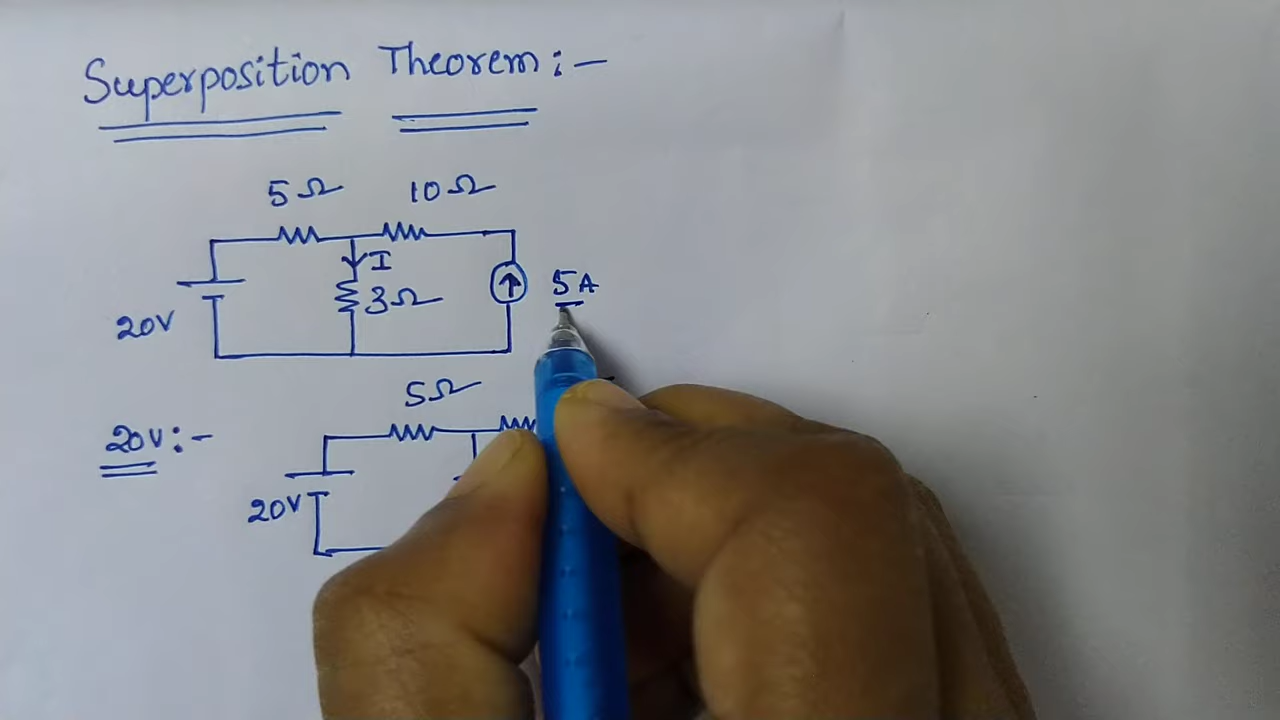 Superposition Theorem :-
5Ω 10Ω
I
3Ω
5A
20V
5Ω
20V :-
20V